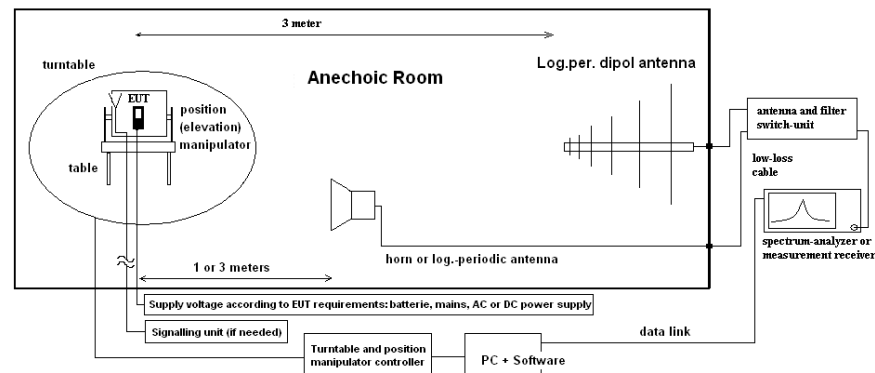 3 meter
turntable
Anechoic Room
Log.per. dipol antenna
EUT
position
(elevation)
manipulator
table
antenna and filter
switch-unit
low-loss
cable
spectrum-analyzer or
measurement receiver
horn or log.-periodic antenna
1 or 3 meters
Supply voltage according to EUT requirements: batterie, mains, AC or DC power supply
Signalling unit (if needed)
data link
Turntable and position
manipulator controller
PC + Software